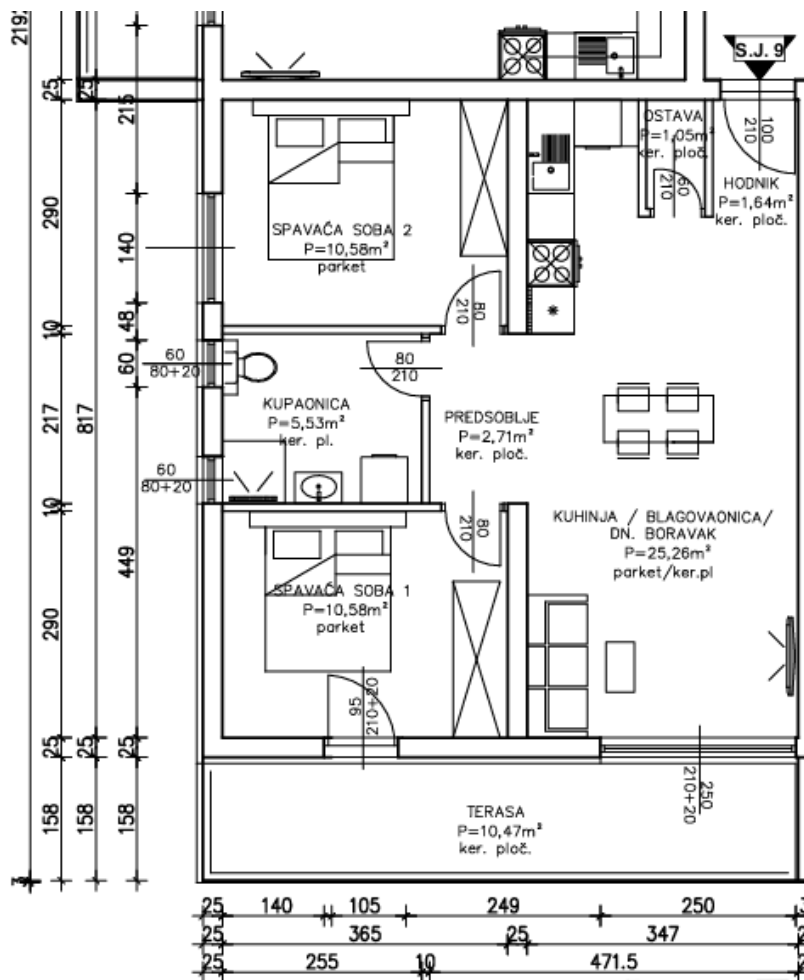 219
S.J. 9
25
25
215
100
210
OSTAVA
P=1,05m²
ker. ploč.
60
210
HODNIK
P=1,64m²
ker. ploč.
290
140
SPAVAĆA SOBA 2
P=10,58m²
parket
80
210
10
48
60
60
80+20
80
210
217
817
KUPAONICA
P=5,53m²
ker. pl.
PREDSOBLJE
P=2,71m²
ker. ploč.
60
80+20
10
449
80
210
KUHINJA / BLAGOVAONICA/
DN. BORAVAK
P=25,26m²
parket/ker.pl
290
SPAVAĆA SOBA 1
P=10,58m²
parket
95
210+20
25
25
25
250
210+20
158
158
158
TERASA
P=10,47m²
ker. ploč.
3
25
140
105
249
250
3
25
365
25
347
25
255
10
471.5